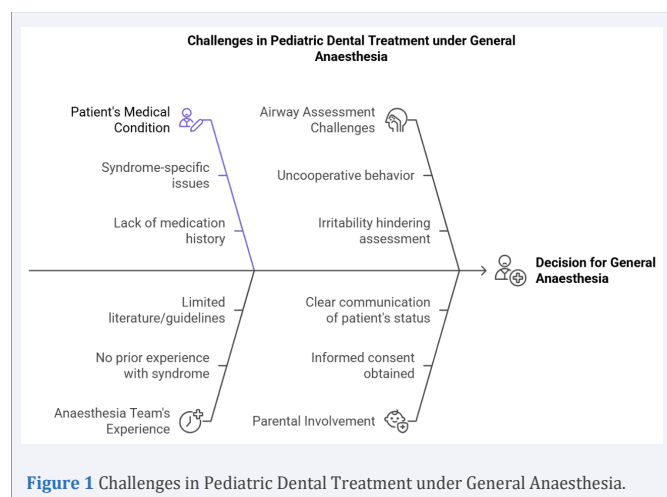 Challenges in Pediatric Dental Treatment under General
Anaesthesia
Patient's Medical
Condition
Airway Assessment
Challenges
Syndrome-specific
issues
Uncooperative behavior
Lack of medication
history
Irritability hindering
assessment
Decision for General
Anaesthesia
Limited
literature/guidelines
Clear communication
of patient's status
No prior experience
with syndrome
Informed consent
obtained
Anaesthesia Team's
Experience
Parental Involvement
Figure 1 Challenges in Pediatric Dental Treatment under General Anaesthesia.